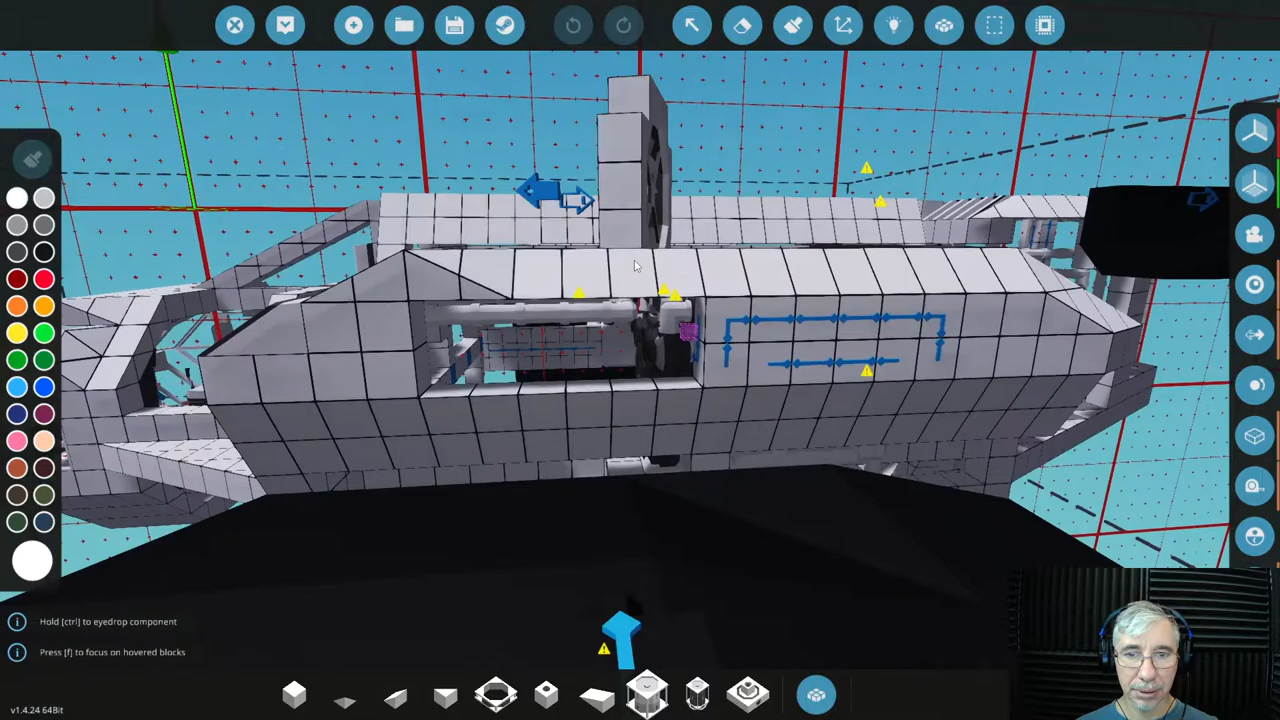 Hold [ctrl] to eyedrop component
Press [f] to focus on hovered blocks
v1.4.24 64Bit